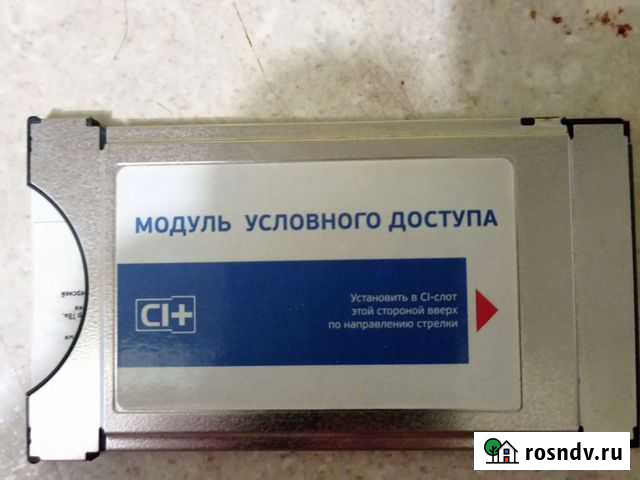 МОДУЛЬ УСЛОВНОГО ДОСТУПА
CI+
Установить в CI-слот
этой стороной вверх
по направлению стрелки
rosndv.ru